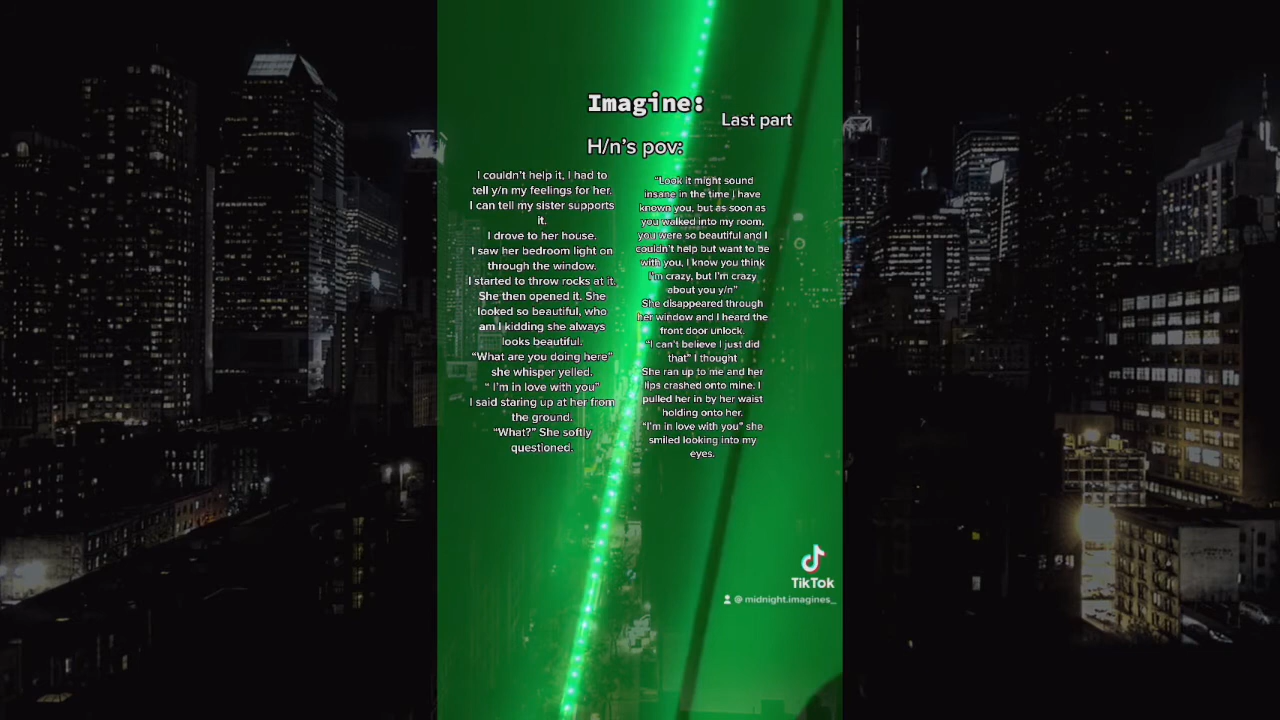 Imagine:
Last part
H/n's pov:
I couldn't help it, I had to
tell y/n my feelings for her.
I can tell my sister supports
it.
I drove to her house.
I saw her bedroom light on
through the window.
I started to throw rocks at it.
She then opened it. She
looked so beautiful, who
am I kidding she always
looks beautiful.
“What are you doing here”
she whisper yelled.
“ I'm in love with you”
I said staring up at her from
the ground.
“What?” She softly
questioned.
“Look it might sound
insane in the time I have
known you, but as soon as
you walked into my room,
you were so beautiful and I
couldn't help but want to be
with you, I know you think
I'm crazy, but I'm crazy
about you y/n”
She disappeared through
her window and I heard the
front door unlock.
“I can't believe I just did
that” I thought
She ran up to me and her
lips crashed onto mine. I
pulled her in by her waist
holding onto her.
“I'm in love with you” she
smiled looking into my
eyes.
TikTok
@ midnight.imagines_